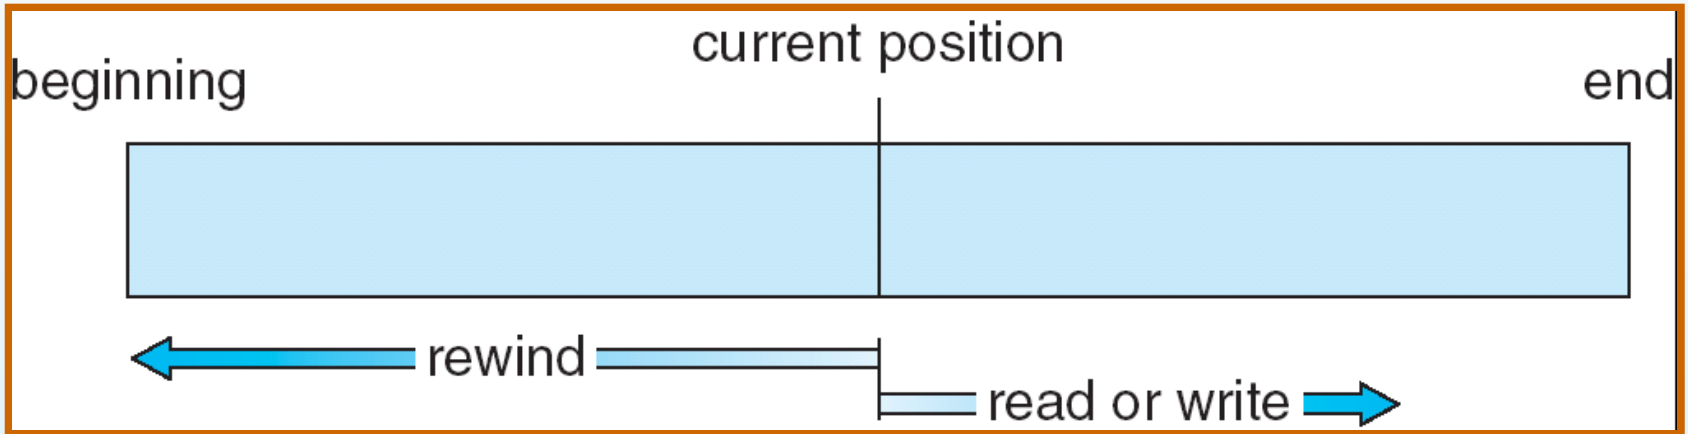 current position
beginning
end
rewind
read or write